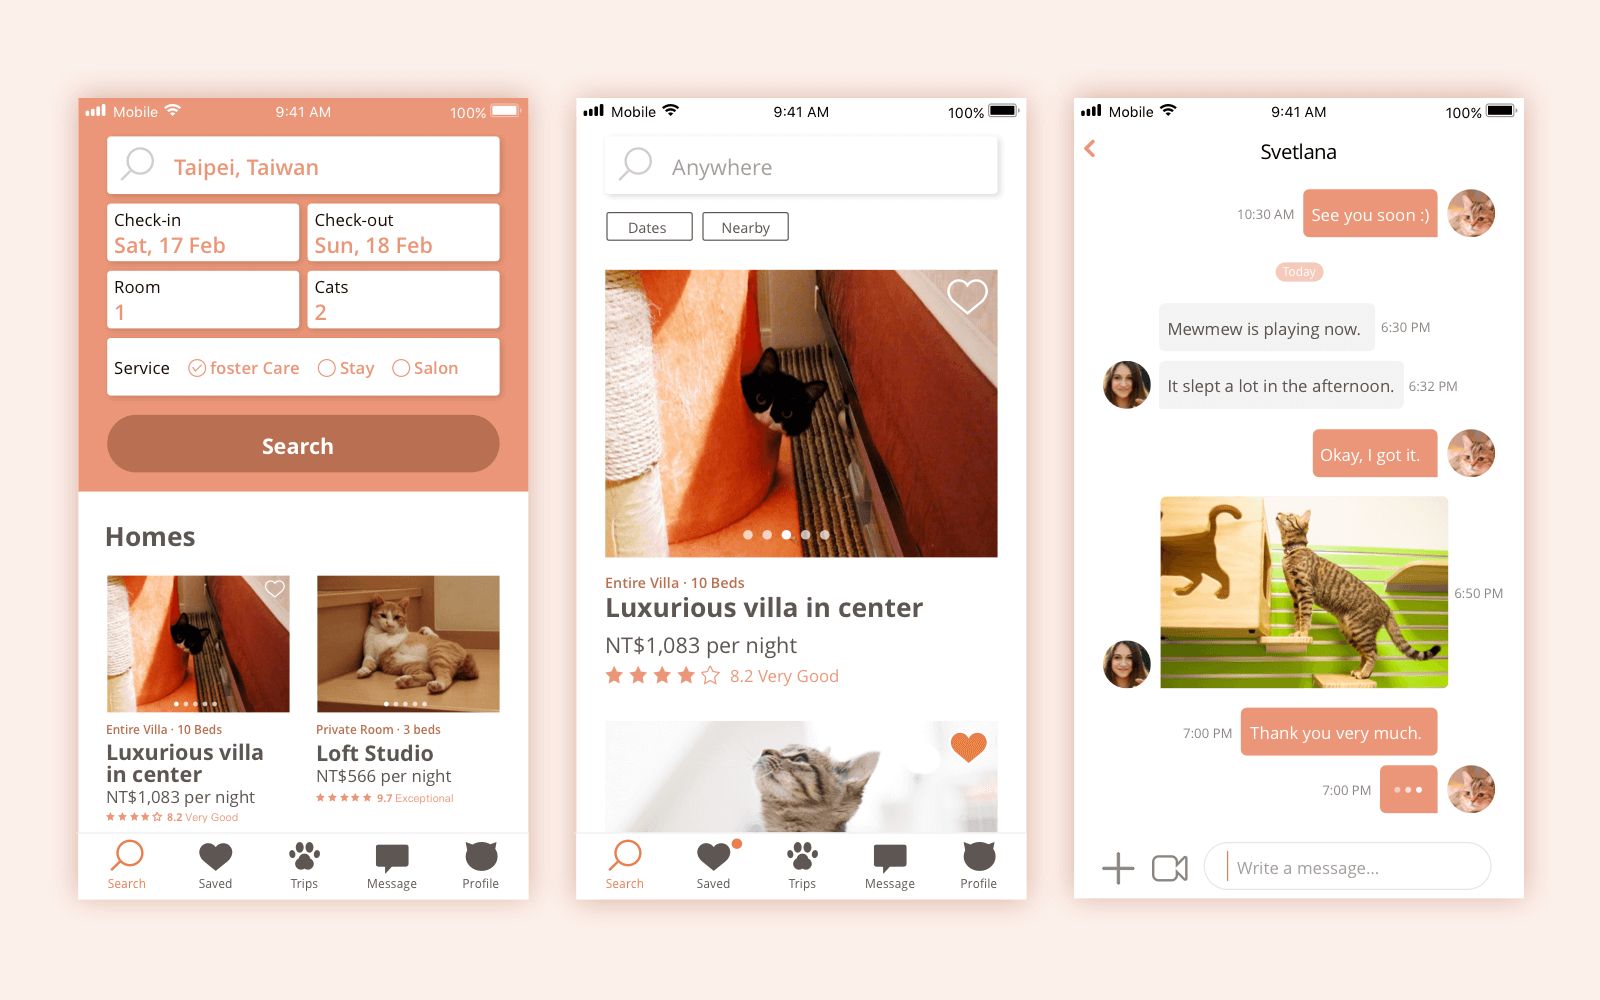 Mobile 9:41 AM 100%
Taipei, Taiwan
Check-in
Sat, 17 Feb
Check-out
Sun, 18 Feb
Room
1
Cats
2
Service foster Care Stay Salon
Search
Homes
Entire Villa · 10 Beds
Luxurious villa
in center
NT$1,083 per night
8.2 Very Good
Private Room · 3 beds
Loft Studio
NT$566 per night
9.7 Exceptional
Search Saved Trips Message Profile
Mobile 9:41 AM 100%
Anywhere
Dates Nearby
Entire Villa · 10 Beds
Luxurious villa in center
NT$1,083 per night
8.2 Very Good
Search Saved Trips Message Profile
Mobile 9:41 AM 100%
Svetlana
10:30 AM See you soon :)
Today
Mewmew is playing now. 6:30 PM
It slept a lot in the afternoon. 6:32 PM
Okay, I got it.
6:50 PM
7:00 PM Thank you very much.
7:00 PM
Write a message...